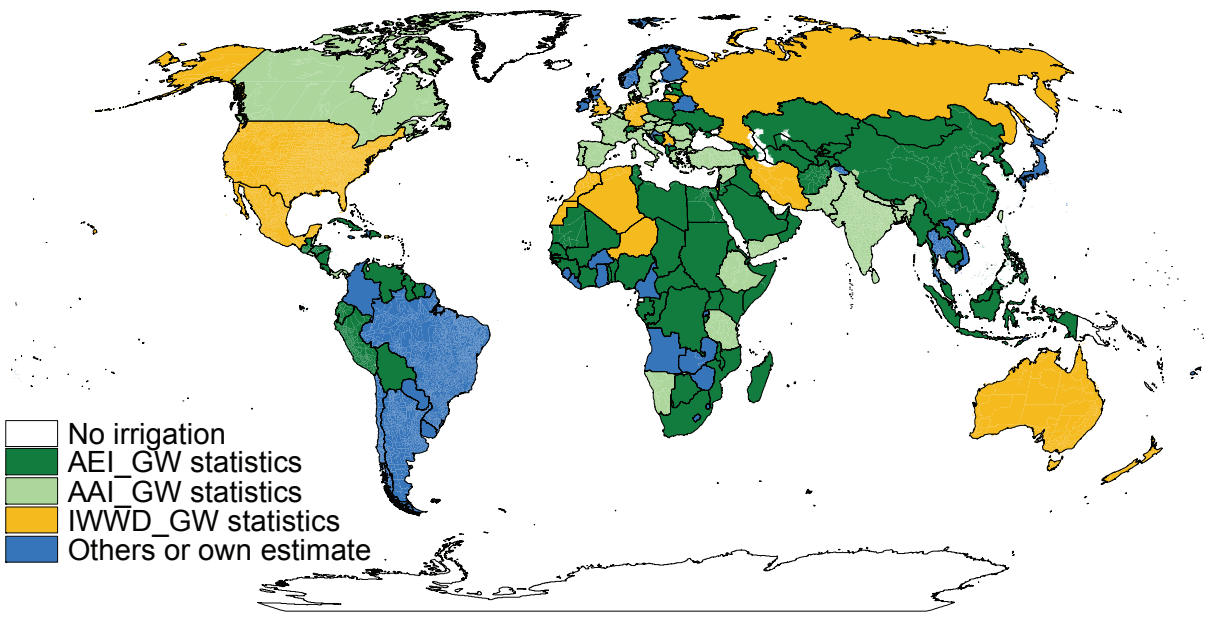 No irrigation
AEI_GW statistics
AAI_GW statistics
IWWD_GW statistics
Others or own estimate